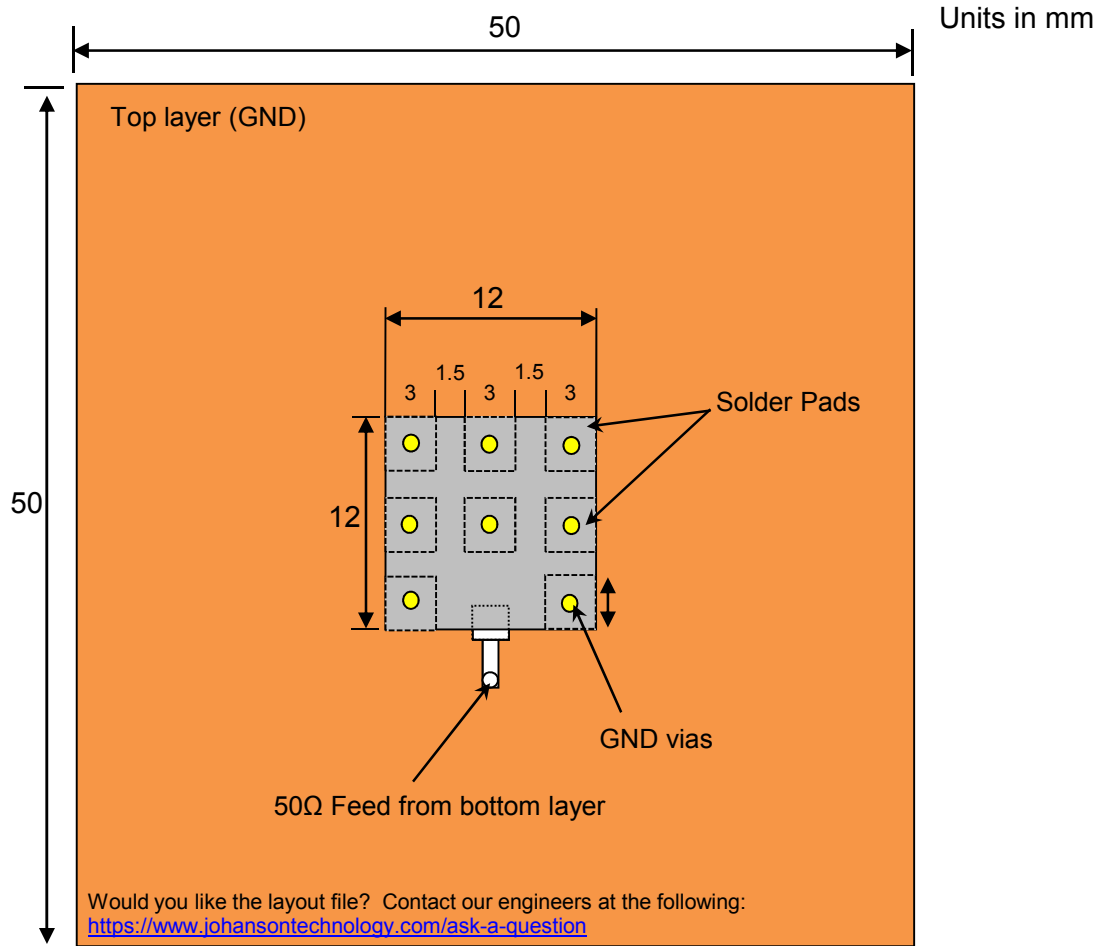 Units in mm
50
Top layer (GND)
12
1.5 1.5
3 3 3
Solder Pads
50
12
GND vias
50Ω Feed from bottom layer
Would you like the layout file? Contact our engineers at the following:
https://www.johansontechnology.com/ask-a-question